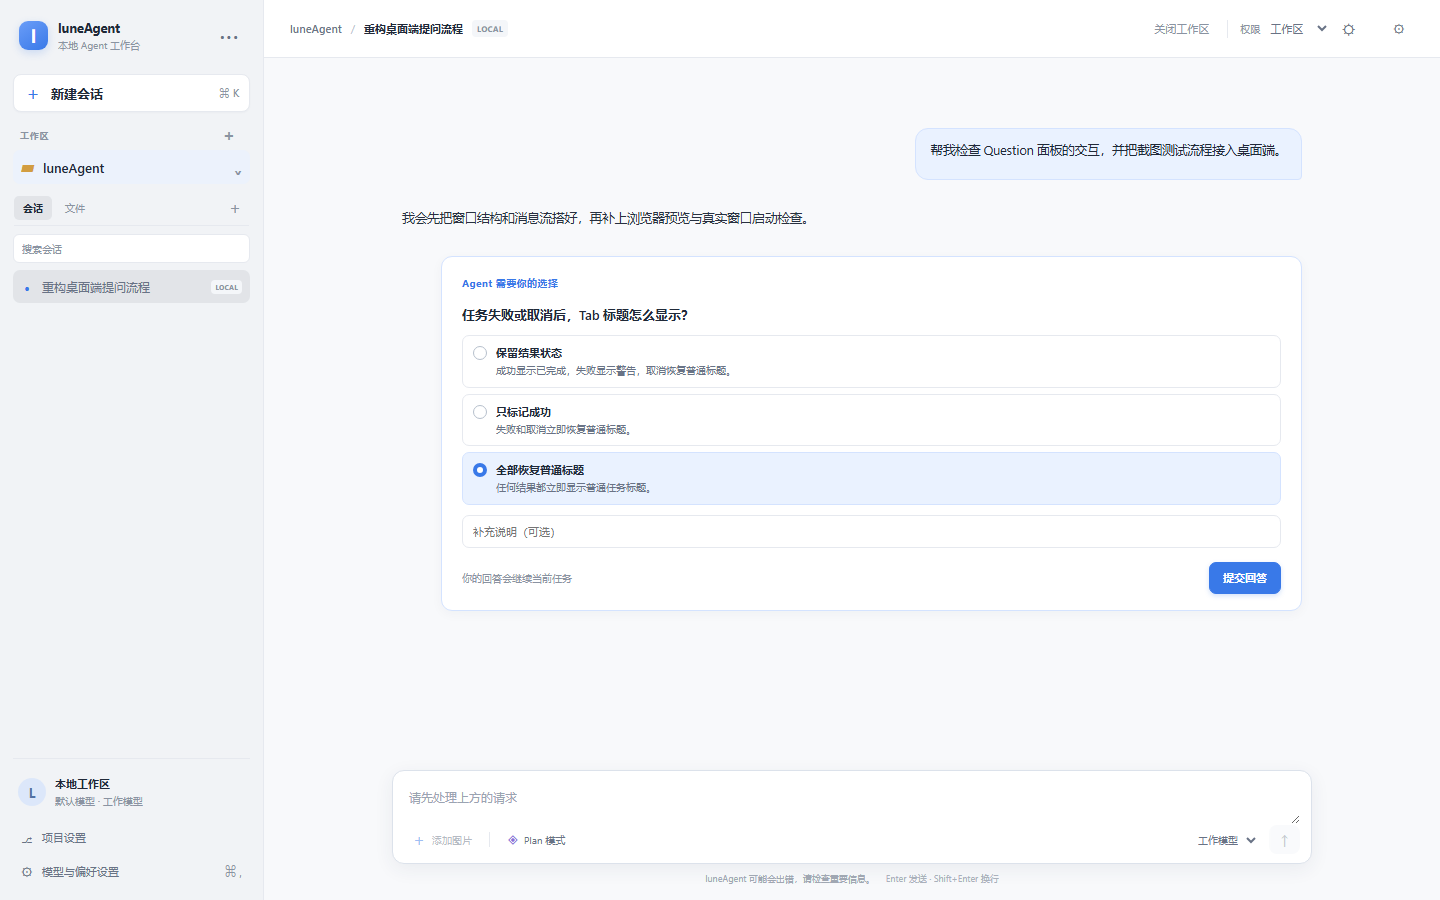 luneAgent
本地 Agent 工作台
•••
+ 新建会话 ⌘ K
工作区 +
luneAgent
会话 文件 +
搜索会话
重构桌面端提问流程 LOCAL
L
本地工作区
默认模型 · 工作模型
项目设置
模型与偏好设置 ⌘ ,
luneAgent / 重构桌面端提问流程 LOCAL
关闭工作区 权限 工作区
帮我检查 Question 面板的交互，并把截图测试流程接入桌面端。
我会先把窗口结构和消息流搭好，再补上浏览器预览与真实窗口启动检查。
Agent 需要你的选择
任务失败或取消后，Tab 标题怎么显示？
保留结果状态
成功显示已完成，失败显示警告，取消恢复普通标题。
只标记成功
失败和取消立即恢复普通标题。
全部恢复普通标题
任何结果都立即显示普通任务标题。
补充说明（可选）
你的回答会继续当前任务
提交回答
请先处理上方的请求
+ 添加图片 Plan 模式
工作模型 ↑
luneAgent 可能会出错，请检查重要信息。 Enter 发送 · Shift+Enter 换行